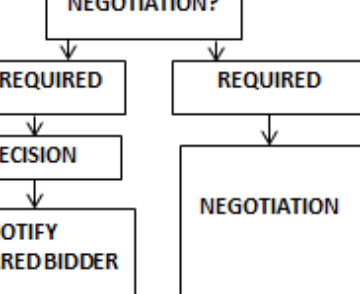 NEGOTIATION?
REQUIRED
REQUIRED
ECISION
NEGOTIATION
OTIFY
RED BIDDER